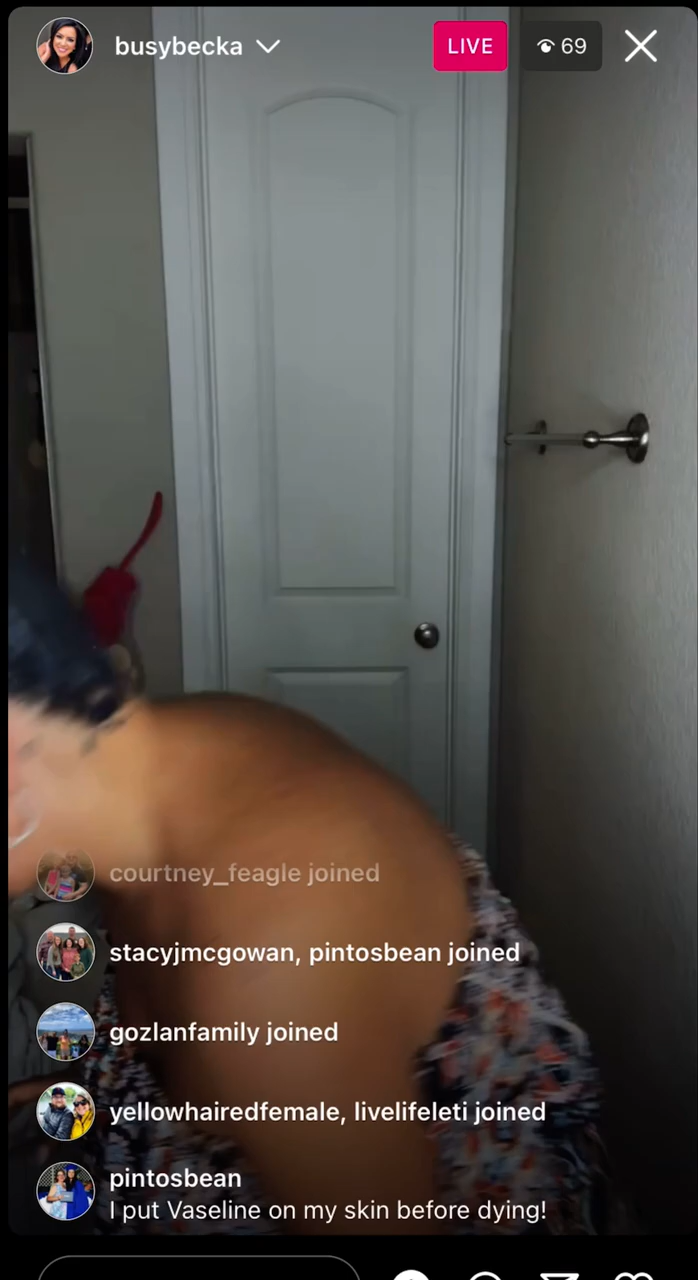 busybecka
LIVE
69
courtney_feagle joined
stacyjmcgowan, pintosbean joined
gozlanfamily joined
yellowhairedfemale, livelifeleti joined
pintosbean
I put Vaseline on my skin before dying!